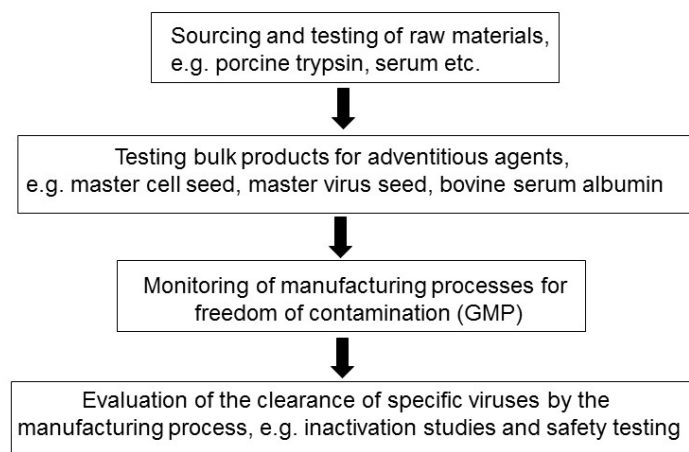 Sourcing and testing of raw materials,
e.g. porcine trypsin, serum etc.
Testing bulk products for adventitious agents,
e.g. master cell seed, master virus seed, bovine serum albumin
Monitoring of manufacturing processes for
freedom of contamination (GMP)
Evaluation of the clearance of specific viruses by the
manufacturing process, e.g. inactivation studies and safety testing